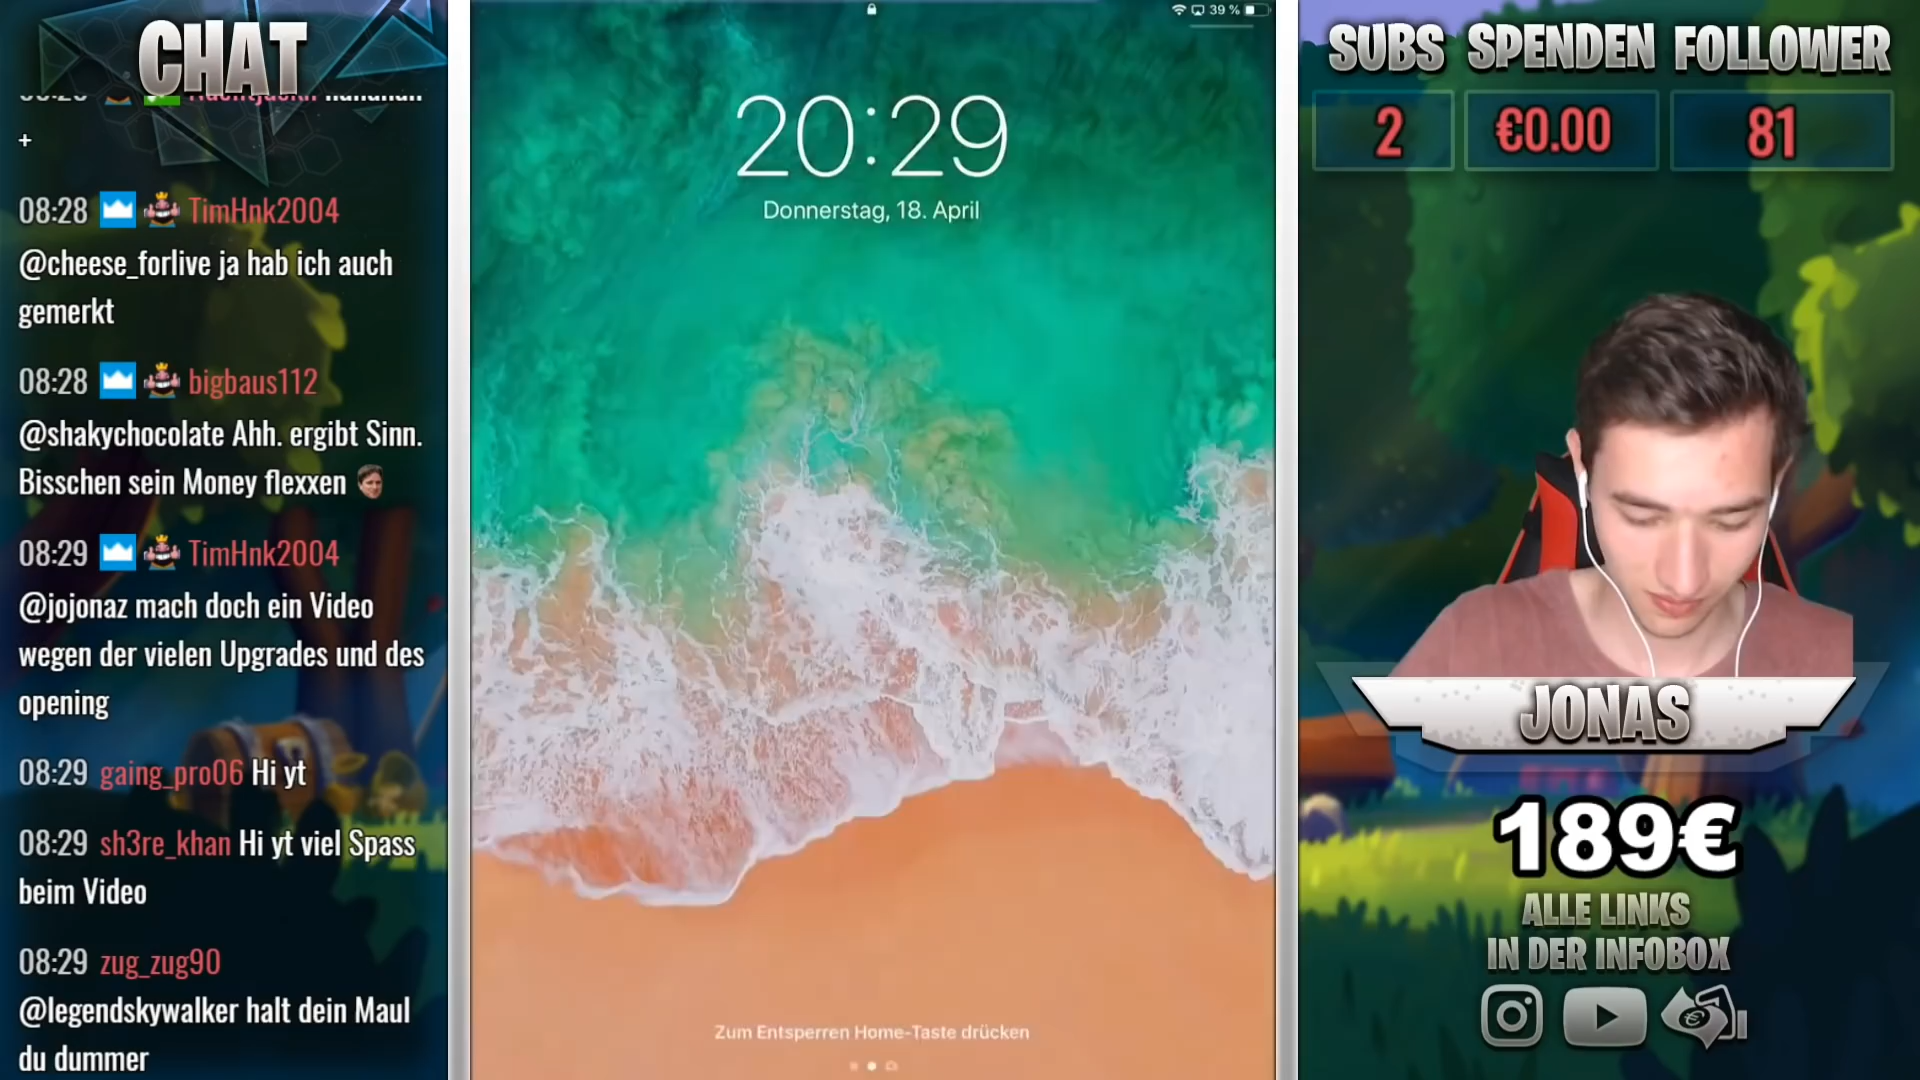 CHAT
+
08:28 TimHnk2004
@cheese_forlive ja hab ich auch
gemerkt
08:28 bigbaus112
@shakychocolate Ahh. ergibt Sinn.
Bisschen sein Money flexxen
08:29 TimHnk2004
@jojonaz mach doch ein Video
wegen der vielen Upgrades und des
opening
08:29 gaing_pro06 Hi yt
08:29 sh3re_khan Hi yt viel Spass
beim Video
08:29 zug_zug90
@legendskywalker halt dein Maul
du dummer
39 %
20:29
Donnerstag, 18. April
Zum Entsperren Home-Taste drücken
SUBS SPENDEN FOLLOWER
2 €0.00 81
JONAS
189€
ALLE LINKS
IN DER INFOBOX